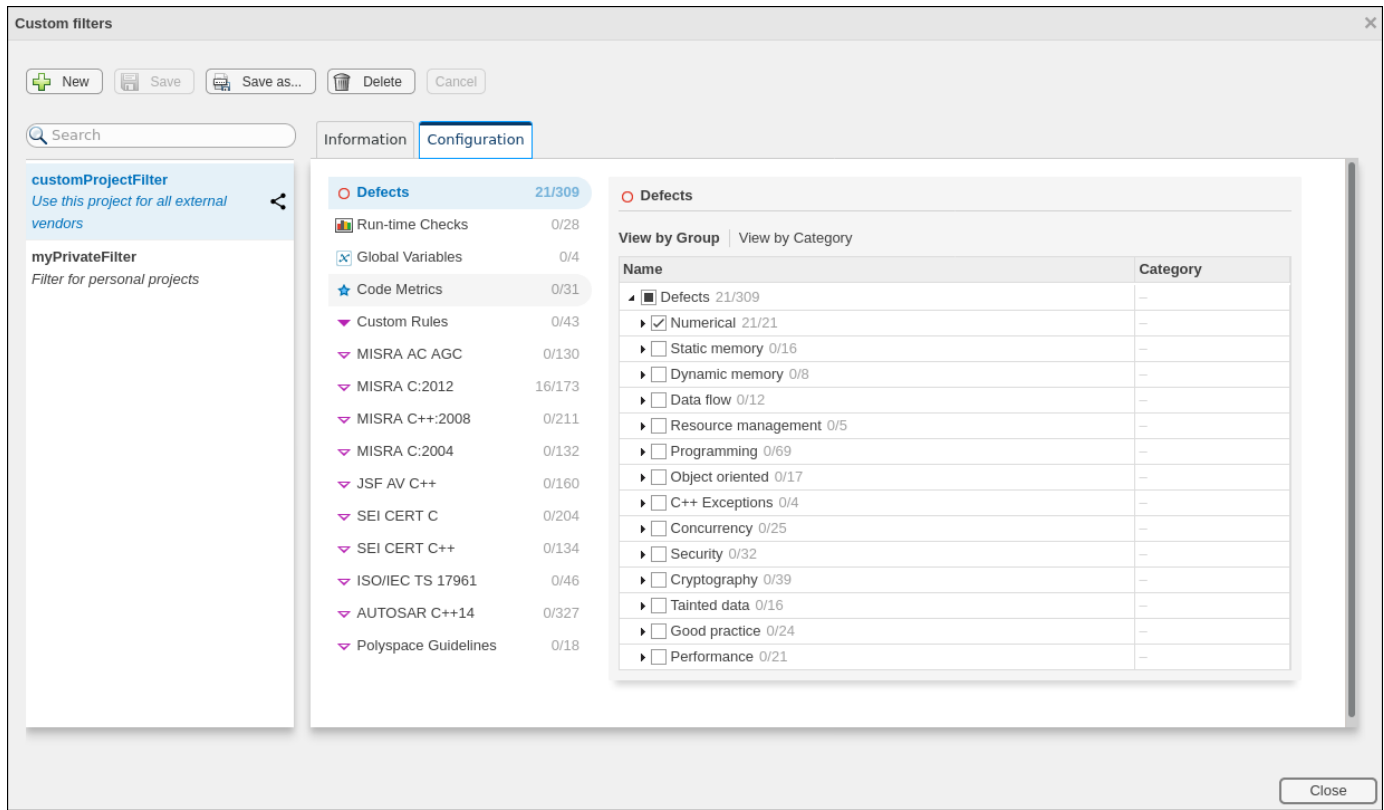 Custom filters
New Save Save as... Delete Cancel
Search
Information Configuration
customProjectFilter
Use this project for all external
vendors
myPrivateFilter
Filter for personal projects
Defects 21/309
Run-time Checks 0/28
Global Variables 0/4
Code Metrics 0/31
Custom Rules 0/43
MISRA AC AGC 0/130
MISRA C:2012 16/173
MISRA C++:2008 0/211
MISRA C:2004 0/132
JSF AV C++ 0/160
SEI CERT C 0/204
SEI CERT C++ 0/134
ISO/IEC TS 17961 0/46
AUTOSAR C++14 0/327
Polyspace Guidelines 0/18
Defects
View by Group View by Category
Name Category
Defects 21/309 –
Numerical 21/21 –
Static memory 0/16 –
Dynamic memory 0/8 –
Data flow 0/12 –
Resource management 0/5 –
Programming 0/69 –
Object oriented 0/17 –
C++ Exceptions 0/4 –
Concurrency 0/25 –
Security 0/32 –
Cryptography 0/39 –
Tainted data 0/16 –
Good practice 0/24 –
Performance 0/21 –
Close